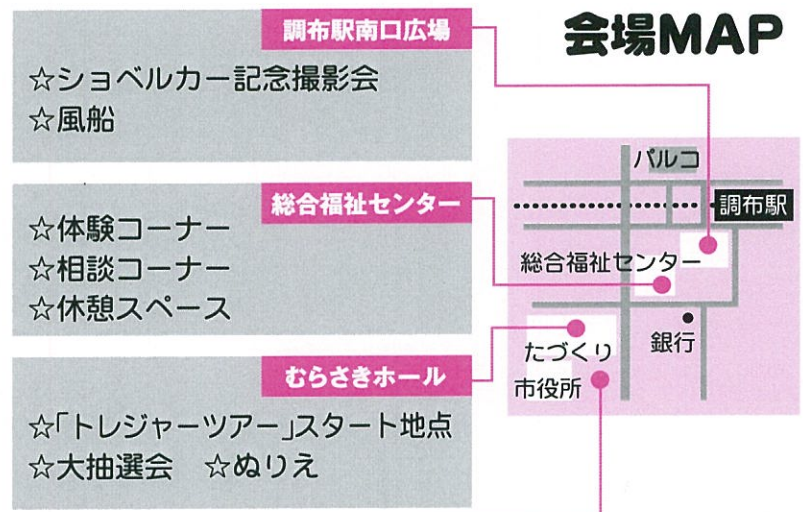 会場MAP
調布駅南口広場
☆ショベルカー記念撮影会
☆風船
総合福祉センター
☆体験コーナー
☆相談コーナー
☆休憩スペース
むらさきホール
☆「トレジャーツアー」スタート地点
☆大抽選会 ☆ぬりえ
パルコ
調布駅
総合福祉センター
銀行
たづくり
市役所